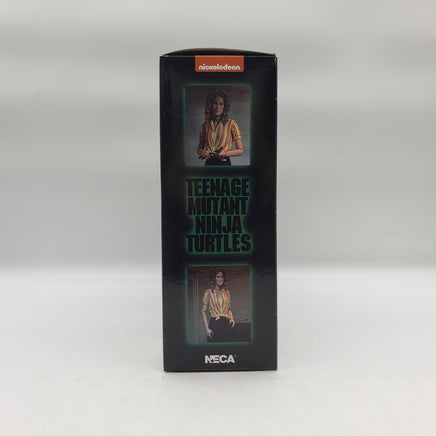 nickelodeon
TEENAGE
MUTANT
NINJA
TURTLES
NECA